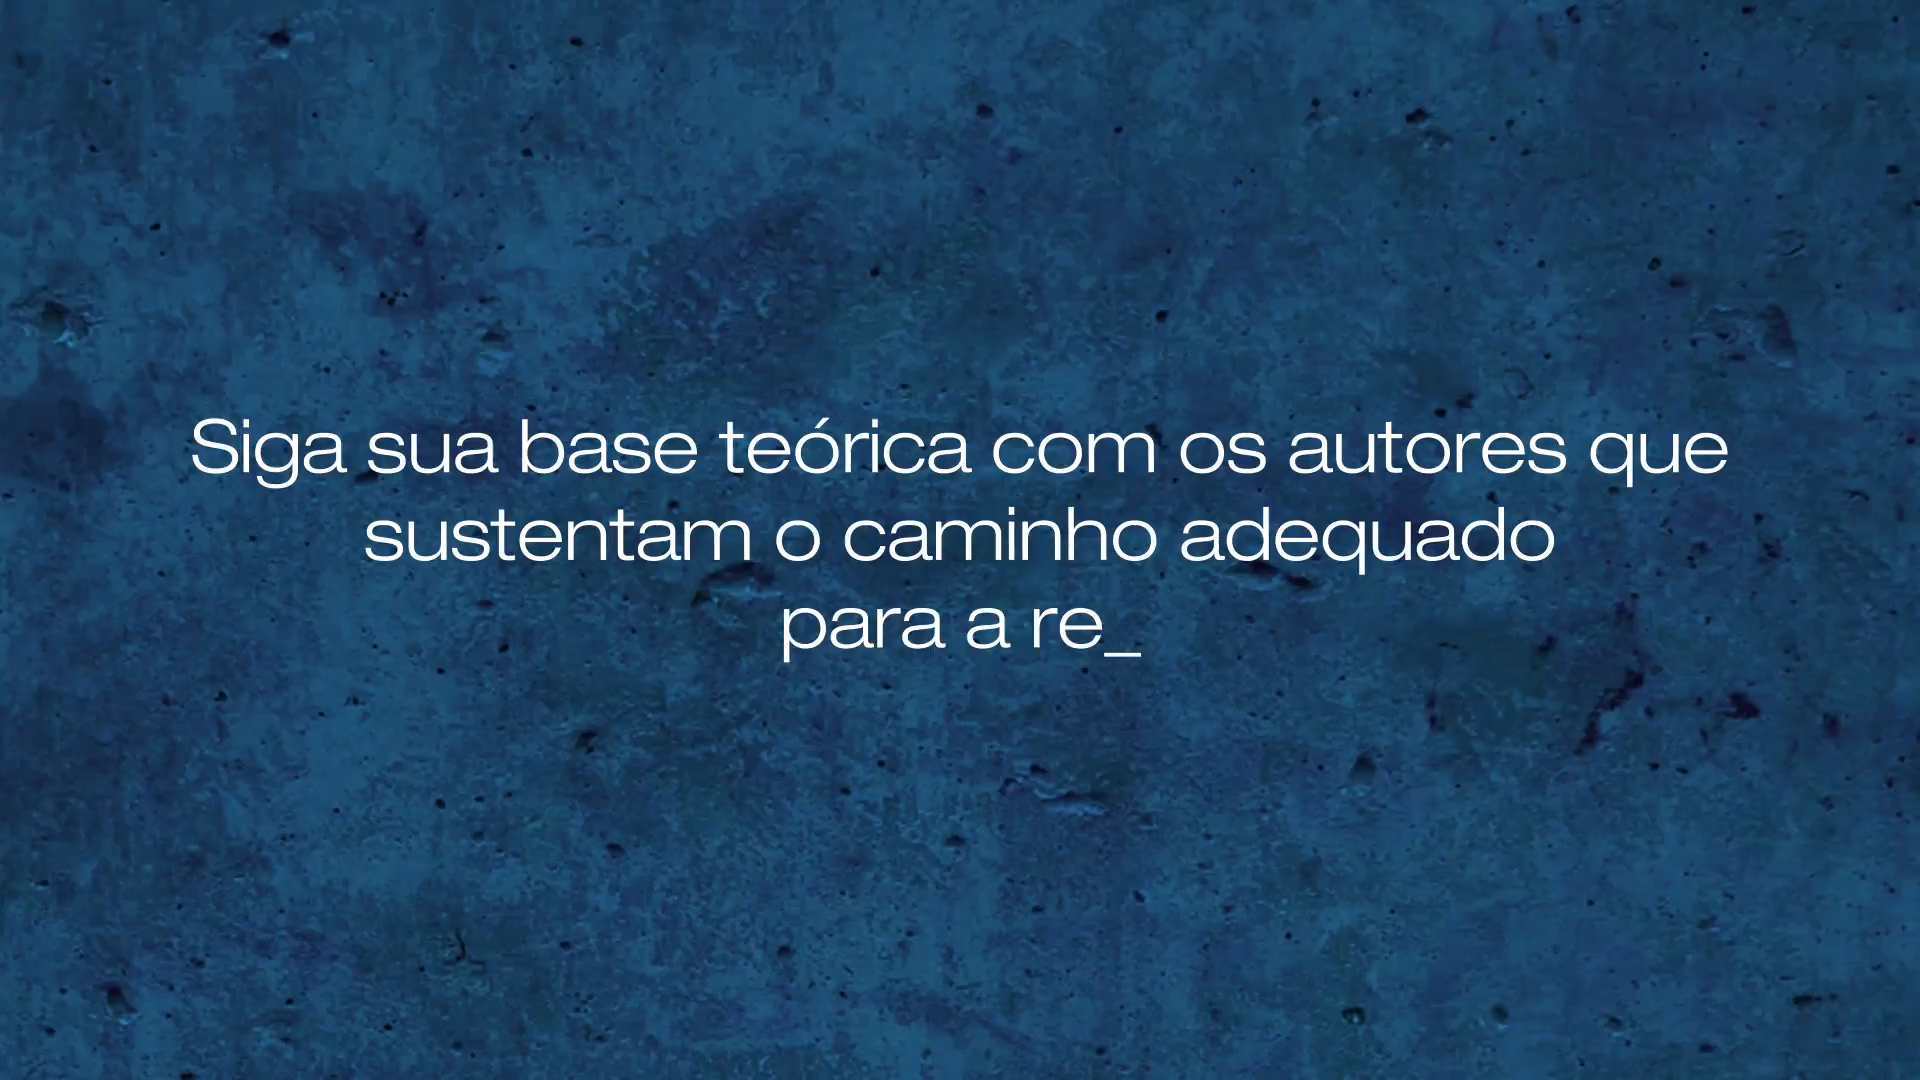 Siga sua base teórica com os autores que
sustentam o caminho adequado
para a re_